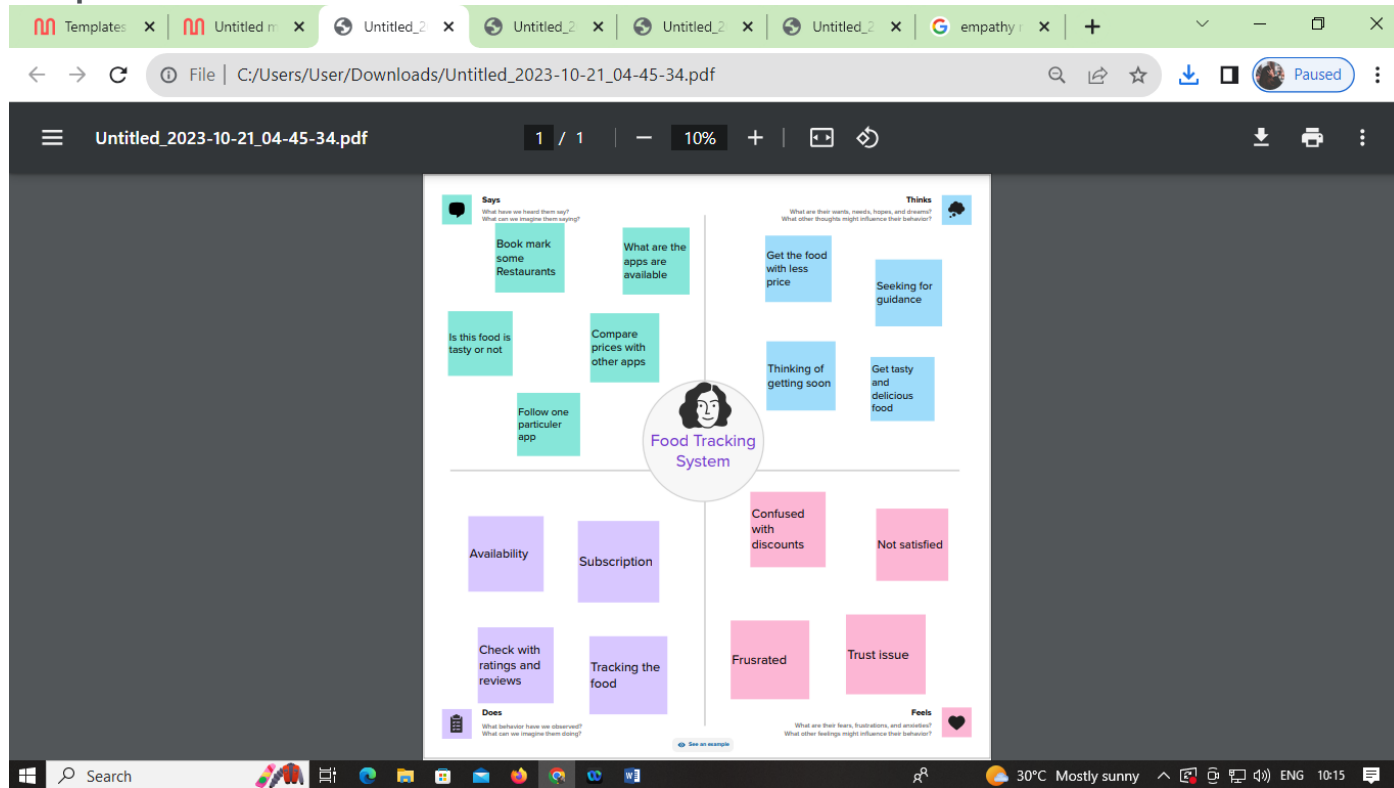 Templates
Untitled m
Untitled_2
Untitled_2
Untitled_2
Untitled_2
empathy
File
C:/Users/User/Downloads/Untitled_2023-10-21_04-45-34.pdf
Paused
Untitled_2023-10-21_04-45-34.pdf
1 / 1
10%
Says
What have we heard them say?
What can we imagine them saying?
Book mark
some
Restaurants
What are the
apps are
available
Is this food is
tasty or not
Compare
prices with
other apps
Follow one
particuler
app
Thinks
What are their wants, needs, hopes, and dreams?
What other thoughts might influence their behavior?
Get the food
with less
price
Seeking for
guidance
Thinking of
getting soon
Get tasty
and
delicious
food
Food Tracking
System
Availability
Subscription
Check with
ratings and
reviews
Tracking the
food
Does
What behavior have we observed?
What can we imagine them doing?
Confused
with
discounts
Not satisfied
Frusrated
Trust issue
Feels
What are their fears, frustrations, and anxieties?
What other feelings might influence their behavior?
See an example
Search
30°C Mostly sunny
ENG
10:15